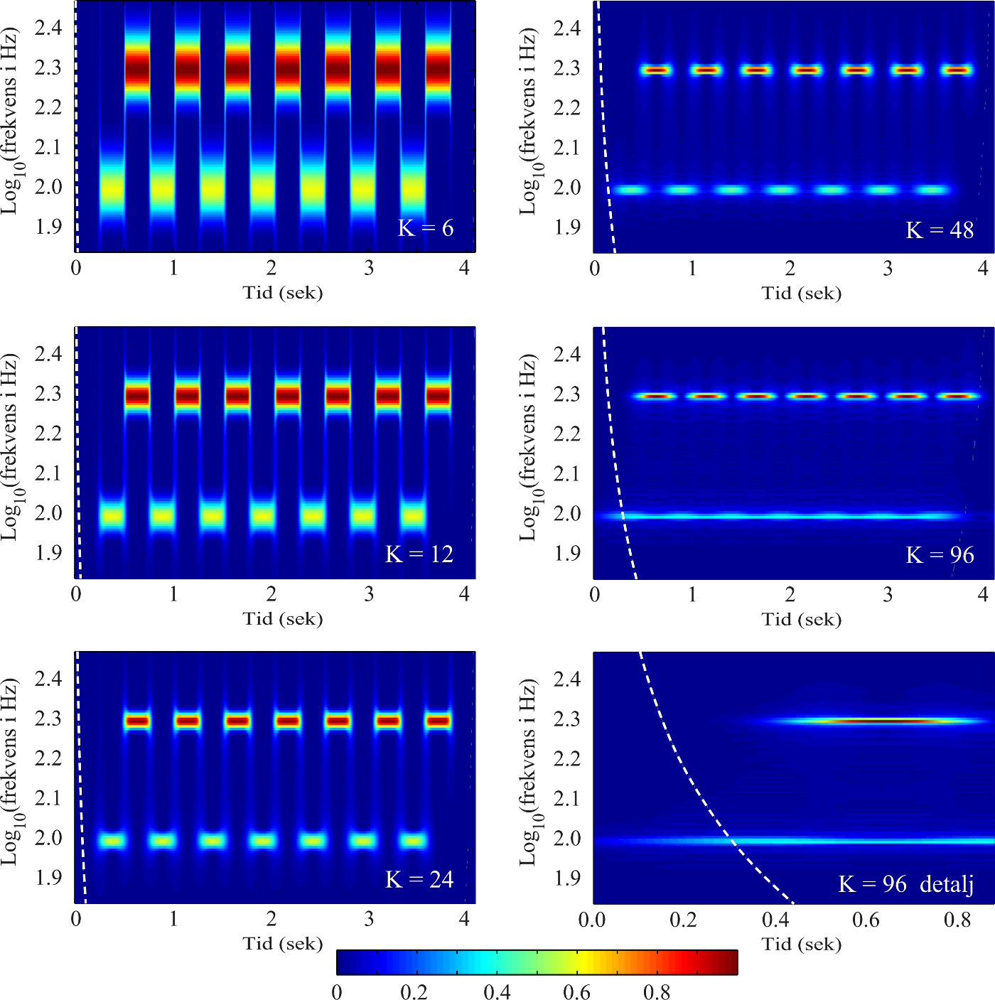 Log10(frekvens i Hz)
2.4
2.3
2.2
2.1
2.0
1.9
K = 6
0 1 2 3 4
Tid (sek)
Log10(frekvens i Hz)
2.4
2.3
2.2
2.1
2.0
1.9
K = 48
0 1 2 3 4
Tid (sek)
Log10(frekvens i Hz)
2.4
2.3
2.2
2.1
2.0
1.9
K = 12
0 1 2 3 4
Tid (sek)
Log10(frekvens i Hz)
2.4
2.3
2.2
2.1
2.0
1.9
K = 96
0 1 2 3 4
Tid (sek)
Log10(frekvens i Hz)
2.4
2.3
2.2
2.1
2.0
1.9
K = 24
0 1 2 3 4
Tid (sek)
Log10(frekvens i Hz)
2.4
2.3
2.2
2.1
2.0
1.9
K = 96 detalj
0.0 0.2 0.4 0.6 0.8
Tid (sek)
0 0.2 0.4 0.6 0.8